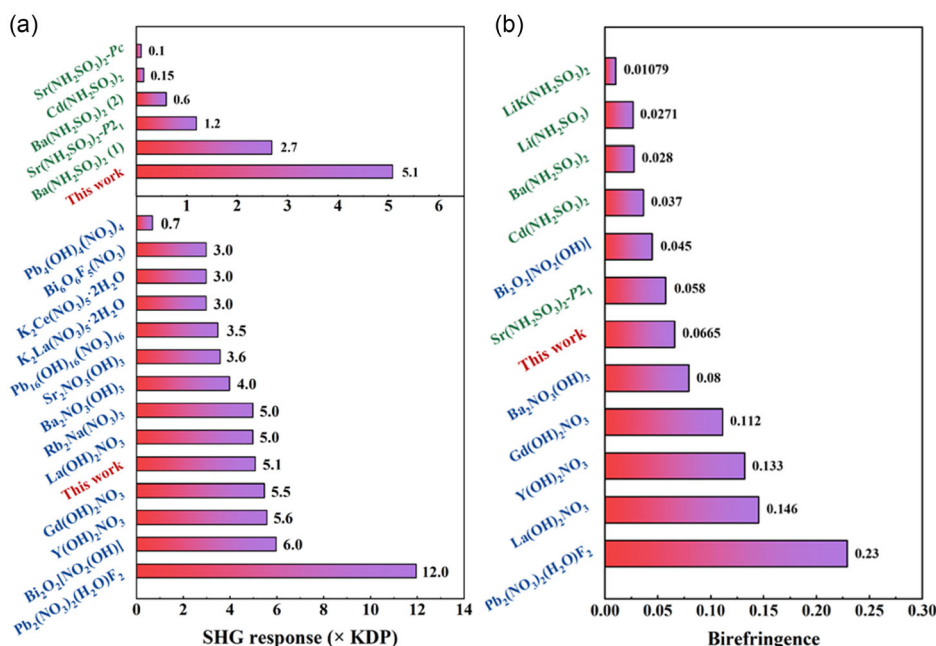 (a)
Sr(NH₂SO₃)₂-Pc
0.1
Cd(NH₂SO₃)₂
0.15
Ba(NH₂SO₃)₂ (2)
0.6
Sr(NH₂SO₃)₂-P2₁
1.2
Ba(NH₂SO₃)₂ (1)
2.7
This work
5.1
0 1 2 3 4 5 6
Pb₄(OH)₄(NO₃)₄
0.7
Bi₆O₆F₅(NO₃)
3.0
K₂Ce(NO₃)₅·2H₂O
3.0
K₂La(NO₃)₅·2H₂O
3.0
Pb₁₆(OH)₁₆(NO₃)₁₆
3.5
Sr₂NO₃(OH)₃
3.6
Ba₂NO₃(OH)₃
4.0
Rb₂Na(NO₃)₃
5.0
La(OH)₂NO₃
5.0
This work
5.1
Gd(OH)₂NO₃
5.5
Y(OH)₂NO₃
5.6
Bi₂O₂[NO₂(OH)]
6.0
Pb₂(NO₃)₂(H₂O)F₂
12.0
0 2 4 6 8 10 12 14
SHG response (× KDP)
(b)
LiK(NH₂SO₃)₂
0.01079
Li(NH₂SO₃)
0.0271
Ba(NH₂SO₃)₂
0.028
Cd(NH₂SO₃)₂
0.037
Bi₂O₂[NO₂(OH)]
0.045
Sr(NH₂SO₃)₂-P2₁
0.058
This work
0.0665
Ba₂NO₃(OH)₃
0.08
Gd(OH)₂NO₃
0.112
Y(OH)₂NO₃
0.133
La(OH)₂NO₃
0.146
Pb₂(NO₃)₂(H₂O)F₂
0.23
0.00 0.05 0.10 0.15 0.20 0.25 0.30
Birefringence